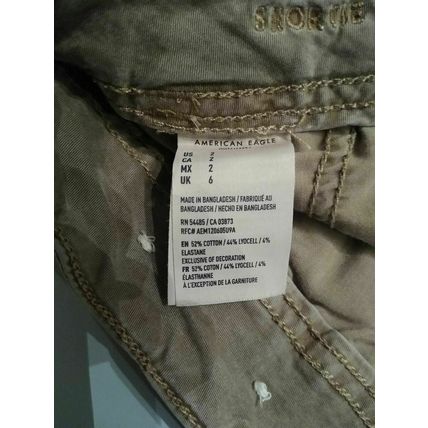 SHORTIE
AMERICAN EAGLE
US 2
CA 2
MX 2
UK 6
MADE IN BANGLADESH / FABRIQUÉ AU
BANGLADESH / HECHO EN BANGLADESH
RN 54485 / CA 03873
RFC# AEM120605U9A
EN 52% COTTON / 44% LYOCELL / 4%
ELASTANE
EXCLUSIVE OF DECORATION
FR 52% COTON / 44% LYOCELL / 4%
ÉLASTHANNE
À L'EXCEPTION DE LA GARNITURE